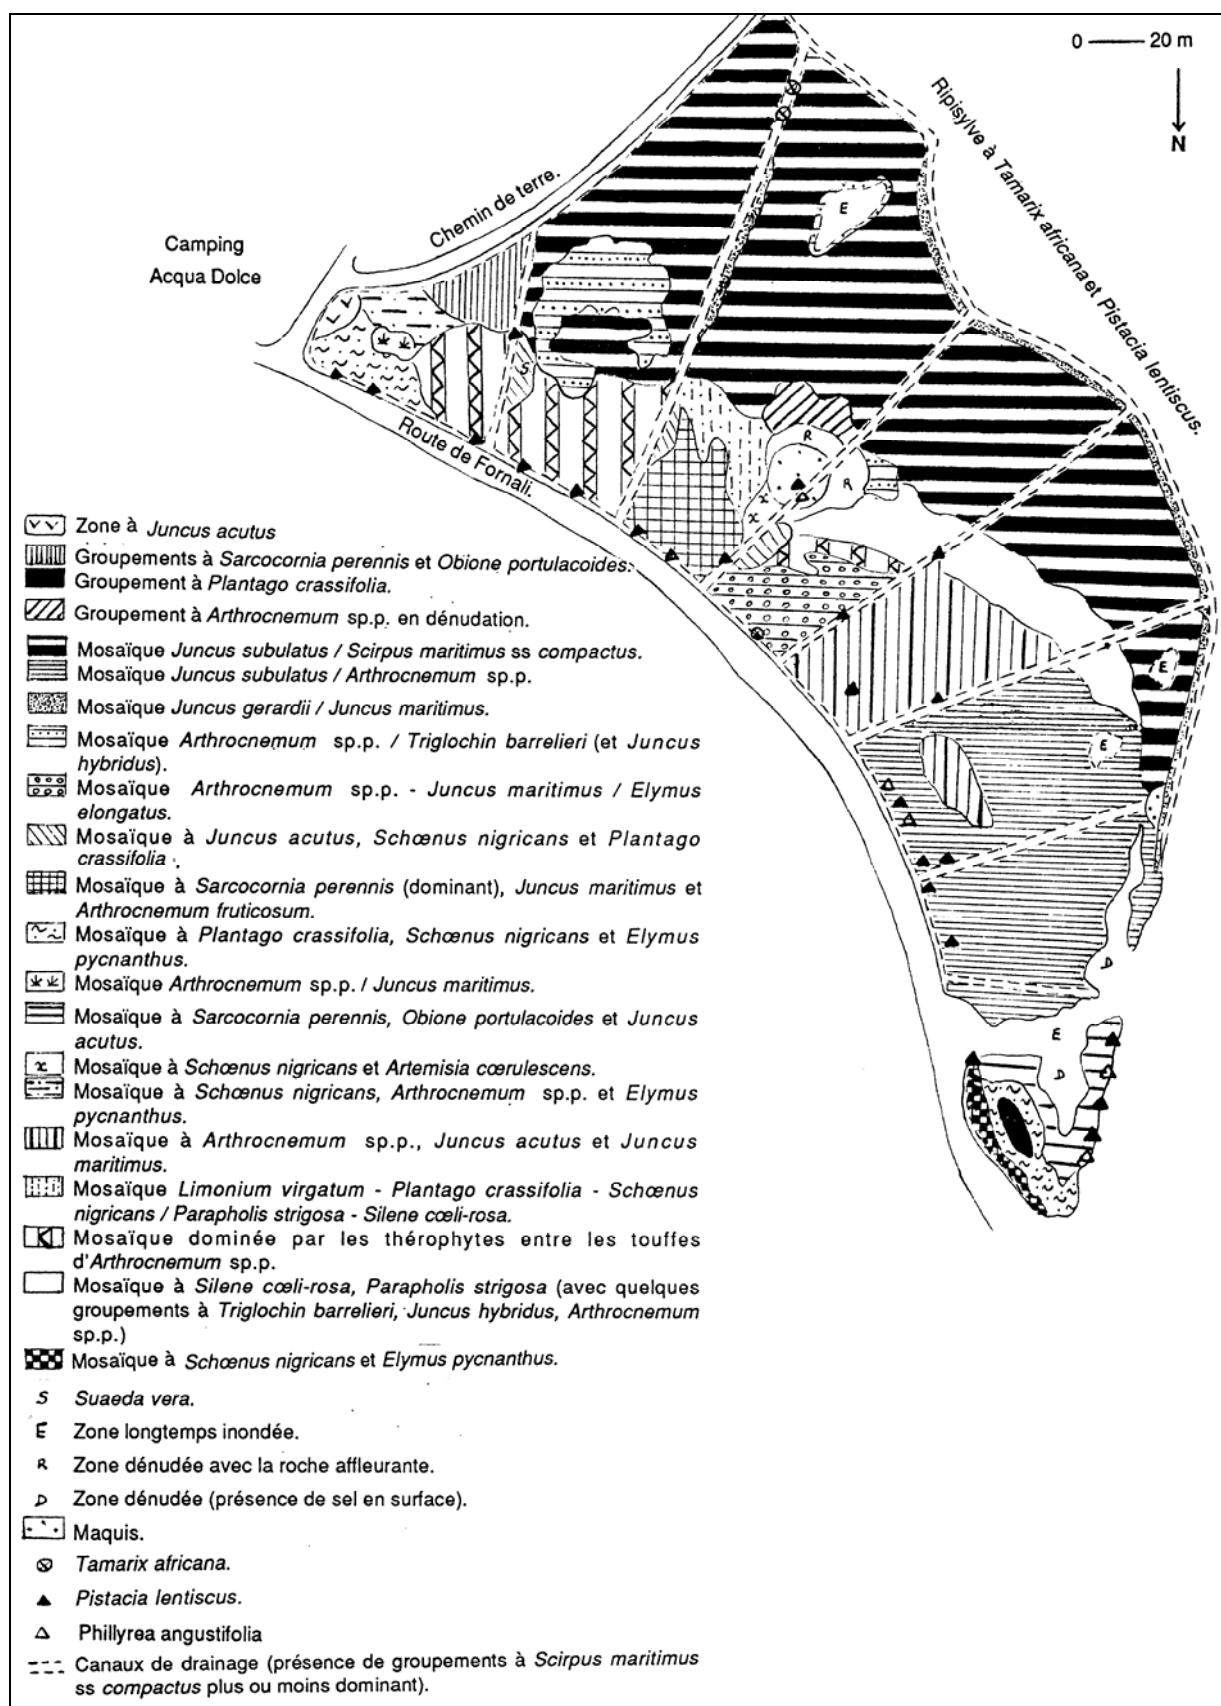 0 20 m
N
Ripisylve à Tamarix africana et Pistacia lentiscus.
Chemin de terre.
Camping
Acqua Dolce
Route de Fornali.
E
S
R
R
x
x
E
E
D
E
D
Zone à Juncus acutus
Groupements à Sarcocornia perennis et Obione portulacoides.
Groupement à Plantago crassifolia.
Groupement à Arthrocnemum sp.p. en dénudation.
Mosaïque Juncus subulatus / Scirpus maritimus ss compactus.
Mosaïque Juncus subulatus / Arthrocnemum sp.p.
Mosaïque Juncus gerardii / Juncus maritimus.
Mosaïque Arthrocnemum sp.p. / Triglochin barrelieri (et Juncus
hybridus).
Mosaïque Arthrocnemum sp.p. - Juncus maritimus / Elymus
elongatus.
Mosaïque à Juncus acutus, Schœnus nigricans et Plantago
crassifolia.
Mosaïque à Sarcocornia perennis (dominant), Juncus maritimus et
Arthrocnemum fruticosum.
Mosaïque à Plantago crassifolia, Schœnus nigricans et Elymus
pycnanthus.
Mosaïque Arthrocnemum sp.p. / Juncus maritimus.
Mosaïque à Sarcocornia perennis, Obione portulacoides et Juncus
acutus.
x Mosaïque à Schœnus nigricans et Artemisia cœrulescens.
Mosaïque à Schœnus nigricans, Arthrocnemum sp.p. et Elymus
pycnanthus.
Mosaïque à Arthrocnemum sp.p., Juncus acutus et Juncus
maritimus.
Mosaïque Limonium virgatum - Plantago crassifolia - Schœnus
nigricans / Parapholis strigosa - Silene cœli-rosa.
Mosaïque dominée par les thérophytes entre les touffes
d'Arthrocnemum sp.p.
Mosaïque à Silene cœli-rosa, Parapholis strigosa (avec quelques
groupements à Triglochin barrelieri, Juncus hybridus, Arthrocnemum
sp.p.)
Mosaïque à Schœnus nigricans et Elymus pycnanthus.
S Suaeda vera.
E Zone longtemps inondée.
R Zone dénudée avec la roche affleurante.
D Zone dénudée (présence de sel en surface).
Maquis.
Tamarix africana.
Pistacia lentiscus.
Phillyrea angustifolia
Canaux de drainage (présence de groupements à Scirpus maritimus
ss compactus plus ou moins dominant).